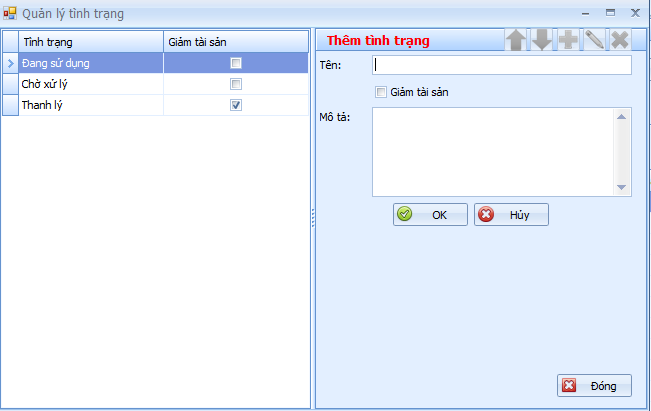 Quản lý tình trạng
Tình trạng Giảm tài sản
Đang sử dụng
Chờ xử lý
Thanh lý
Thêm tình trạng
Tên:
Giảm tài sản
Mô tả:
OK Hủy
Đóng